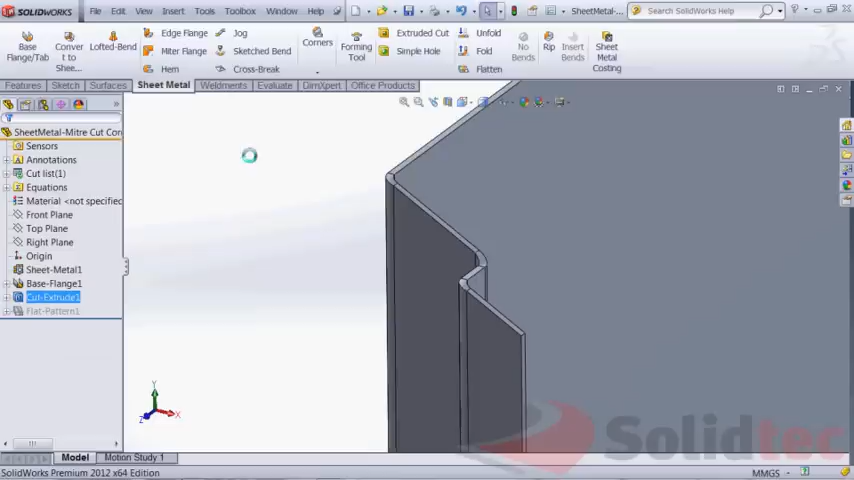 SOLIDWORKS File Edit View Insert Tools Toolbox Window Help SheetMetal-... Search SolidWorks Help
Base Flange/Tab
Convert to Shee...
Lofted-Bend
Edge Flange
Miter Flange
Hem
Jog
Sketched Bend
Cross-Break
Corners
Forming Tool
Extruded Cut
Simple Hole
Unfold
Fold
Flatten
No Bends
Rip
Insert Bends
Sheet Metal Costing
Features Sketch Surfaces Sheet Metal Weldments Evaluate DimXpert Office Products
SheetMetal-Mitre Cut Con
Sensors
Annotations
Cut list(1)
Equations
Material <not specified
Front Plane
Top Plane
Right Plane
Origin
Sheet-Metal1
Base-Flange1
Cut-Extrude1
Flat-Pattern1
Y
X
Z
Solidtec
Model Motion Study 1
SolidWorks Premium 2012 x64 Edition MMGS